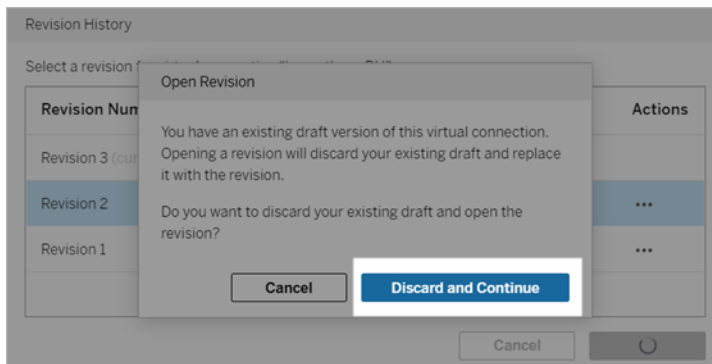 Revision History
Select a revision
Open Revision
Revision Num
Actions
You have an existing draft version of this virtual connection.
Opening a revision will discard your existing draft and replace
it with the revision.
Revision 3 (cur
Revision 2
•••
Do you want to discard your existing draft and open the
revision?
Revision 1
•••
Cancel
Discard and Continue
Cancel